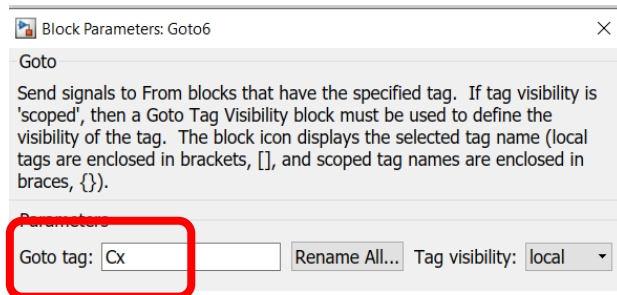 Block Parameters: Goto6
Goto
Send signals to From blocks that have the specified tag.  If tag visibility is
'scoped', then a Goto Tag Visibility block must be used to define the
visibility of the tag.  The block icon displays the selected tag name (local
tags are enclosed in brackets, [], and scoped tag names are enclosed in
braces, {}).
Parameters
Goto tag: Cx Rename All... Tag visibility: local